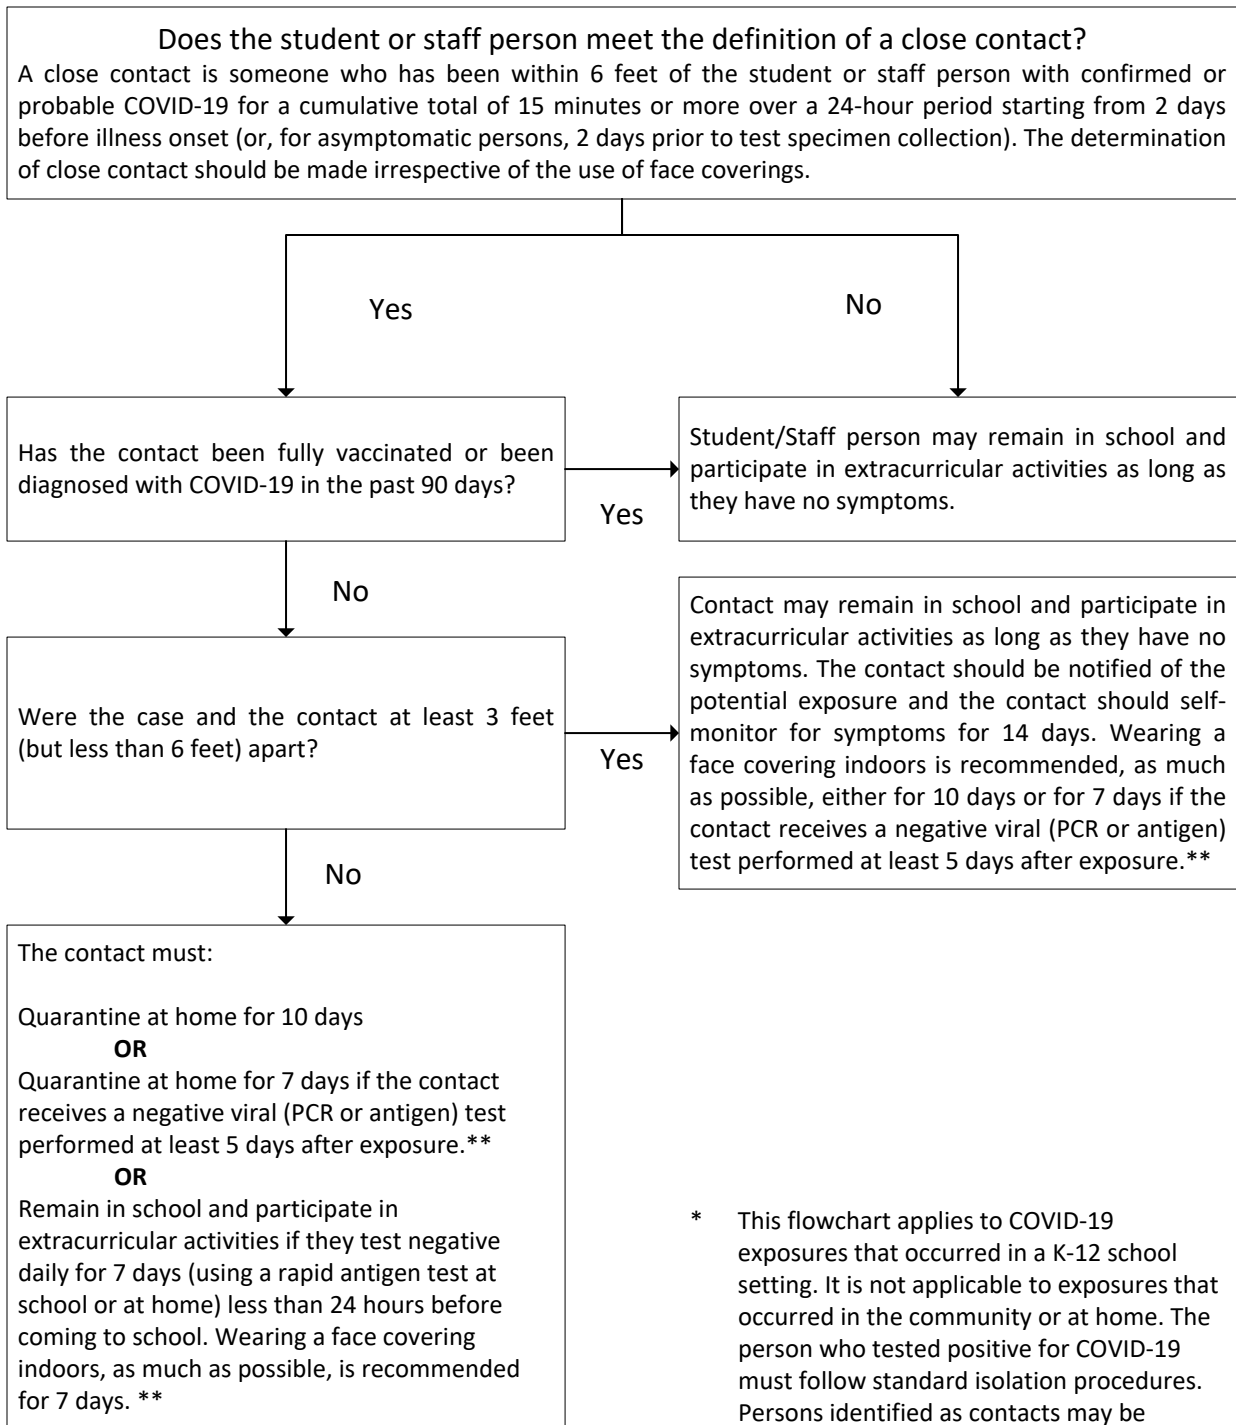 Does the student or staff person meet the definition of a close contact?
A close contact is someone who has been within 6 feet of the student or staff person with confirmed or
probable COVID-19 for a cumulative total of 15 minutes or more over a 24-hour period starting from 2 days
before illness onset (or, for asymptomatic persons, 2 days prior to test specimen collection). The determination
of close contact should be made irrespective of the use of face coverings.
Yes
No
Has the contact been fully vaccinated or been
diagnosed with COVID-19 in the past 90 days?
Yes
Student/Staff person may remain in school and
participate in extracurricular activities as long as
they have no symptoms.
No
Were the case and the contact at least 3 feet
(but less than 6 feet) apart?
Yes
Contact may remain in school and participate in
extracurricular activities as long as they have no
symptoms. The contact should be notified of the
potential exposure and the contact should self-
monitor for symptoms for 14 days. Wearing a
face covering indoors is recommended, as much
as possible, either for 10 days or for 7 days if the
contact receives a negative viral (PCR or antigen)
test performed at least 5 days after exposure.**
No
The contact must:
Quarantine at home for 10 days
OR
Quarantine at home for 7 days if the contact
receives a negative viral (PCR or antigen) test
performed at least 5 days after exposure.**
OR
Remain in school and participate in
extracurricular activities if they test negative
daily for 7 days (using a rapid antigen test at
school or at home) less than 24 hours before
coming to school. Wearing a face covering
indoors, as much as possible, is recommended
for 7 days. **
* This flowchart applies to COVID-19
exposures that occurred in a K-12 school
setting. It is not applicable to exposures that
occurred in the community or at home. The
person who tested positive for COVID-19
must follow standard isolation procedures.
Persons identified as contacts may be